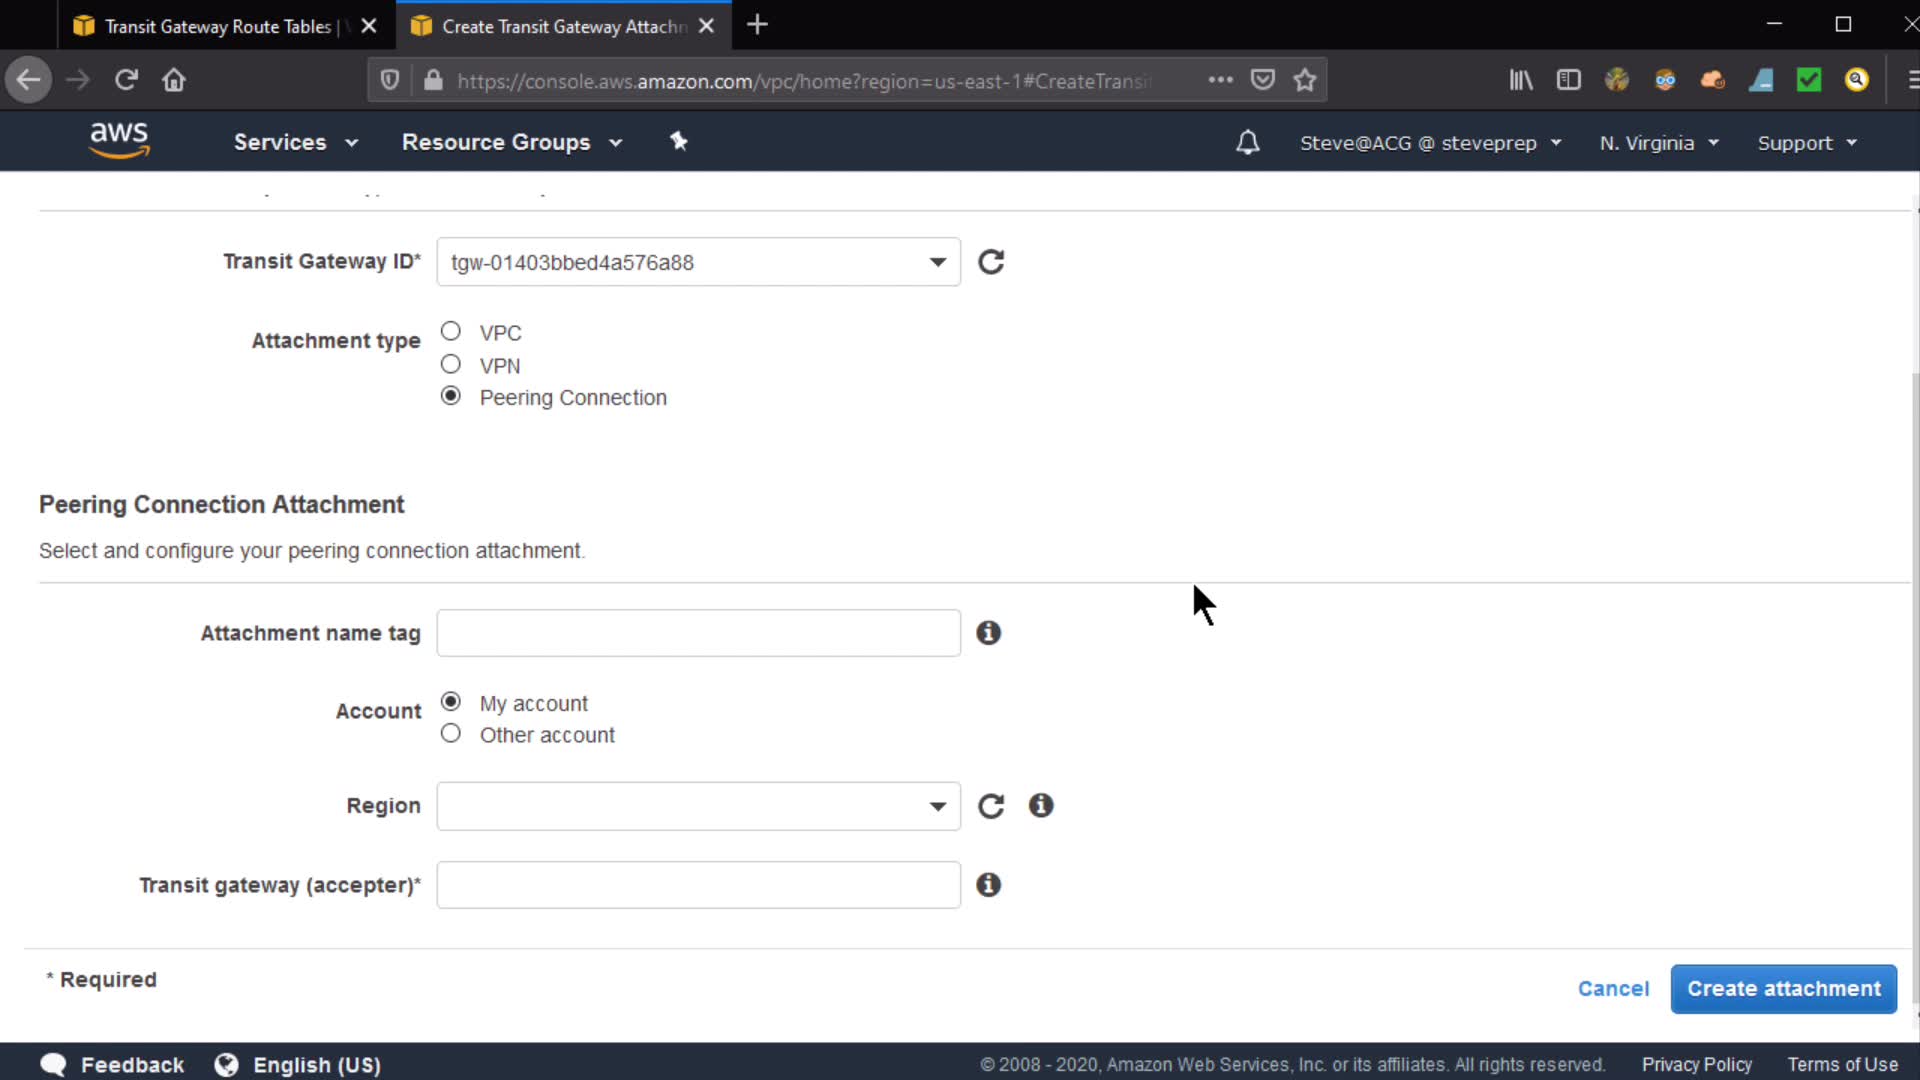 Transit Gateway Route Tables |
Create Transit Gateway Attachm
https://console.aws.amazon.com/vpc/home?region=us-east-1#CreateTransi
aws
Services
Resource Groups
Steve@ACG @ steveprep
N. Virginia
Support
Transit Gateway ID*
tgw-01403bbed4a576a88
Attachment type
VPC
VPN
Peering Connection
Peering Connection Attachment
Select and configure your peering connection attachment.
Attachment name tag
Account
My account
Other account
Region
Transit gateway (accepter)*
* Required
Cancel
Create attachment
Feedback
English (US)
© 2008 - 2020, Amazon Web Services, Inc. or its affiliates. All rights reserved.
Privacy Policy
Terms of Use